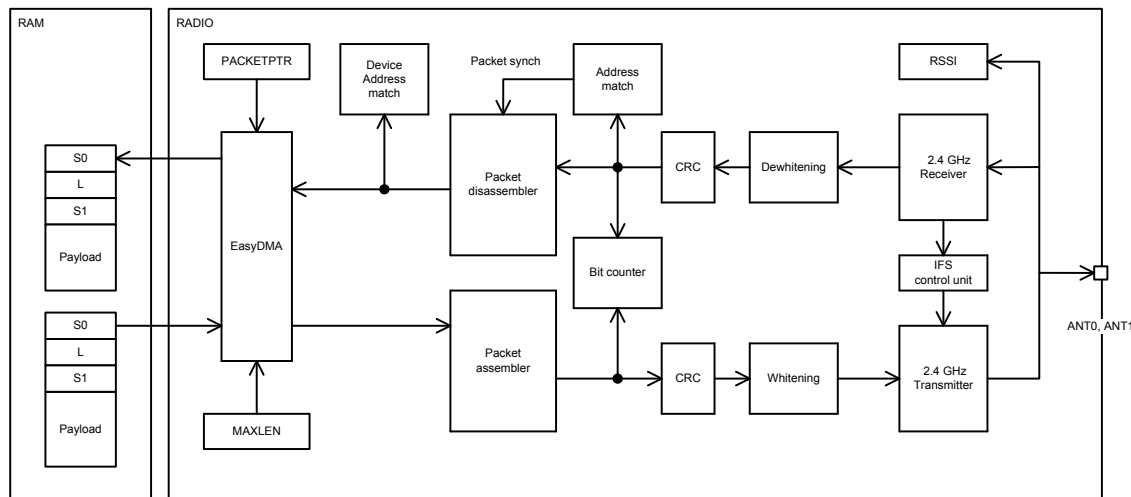 RAM
RADIO
PACKETPTR
Device
Address
match
Packet synch
Address
match
RSSI
S0
L
S1
Payload
EasyDMA
Packet
disassembler
CRC
Dewhitening
2.4 GHz
Receiver
Bit counter
IFS
control unit
ANT0, ANT1
S0
L
S1
Payload
Packet
assembler
CRC
Whitening
2.4 GHz
Transmitter
MAXLEN